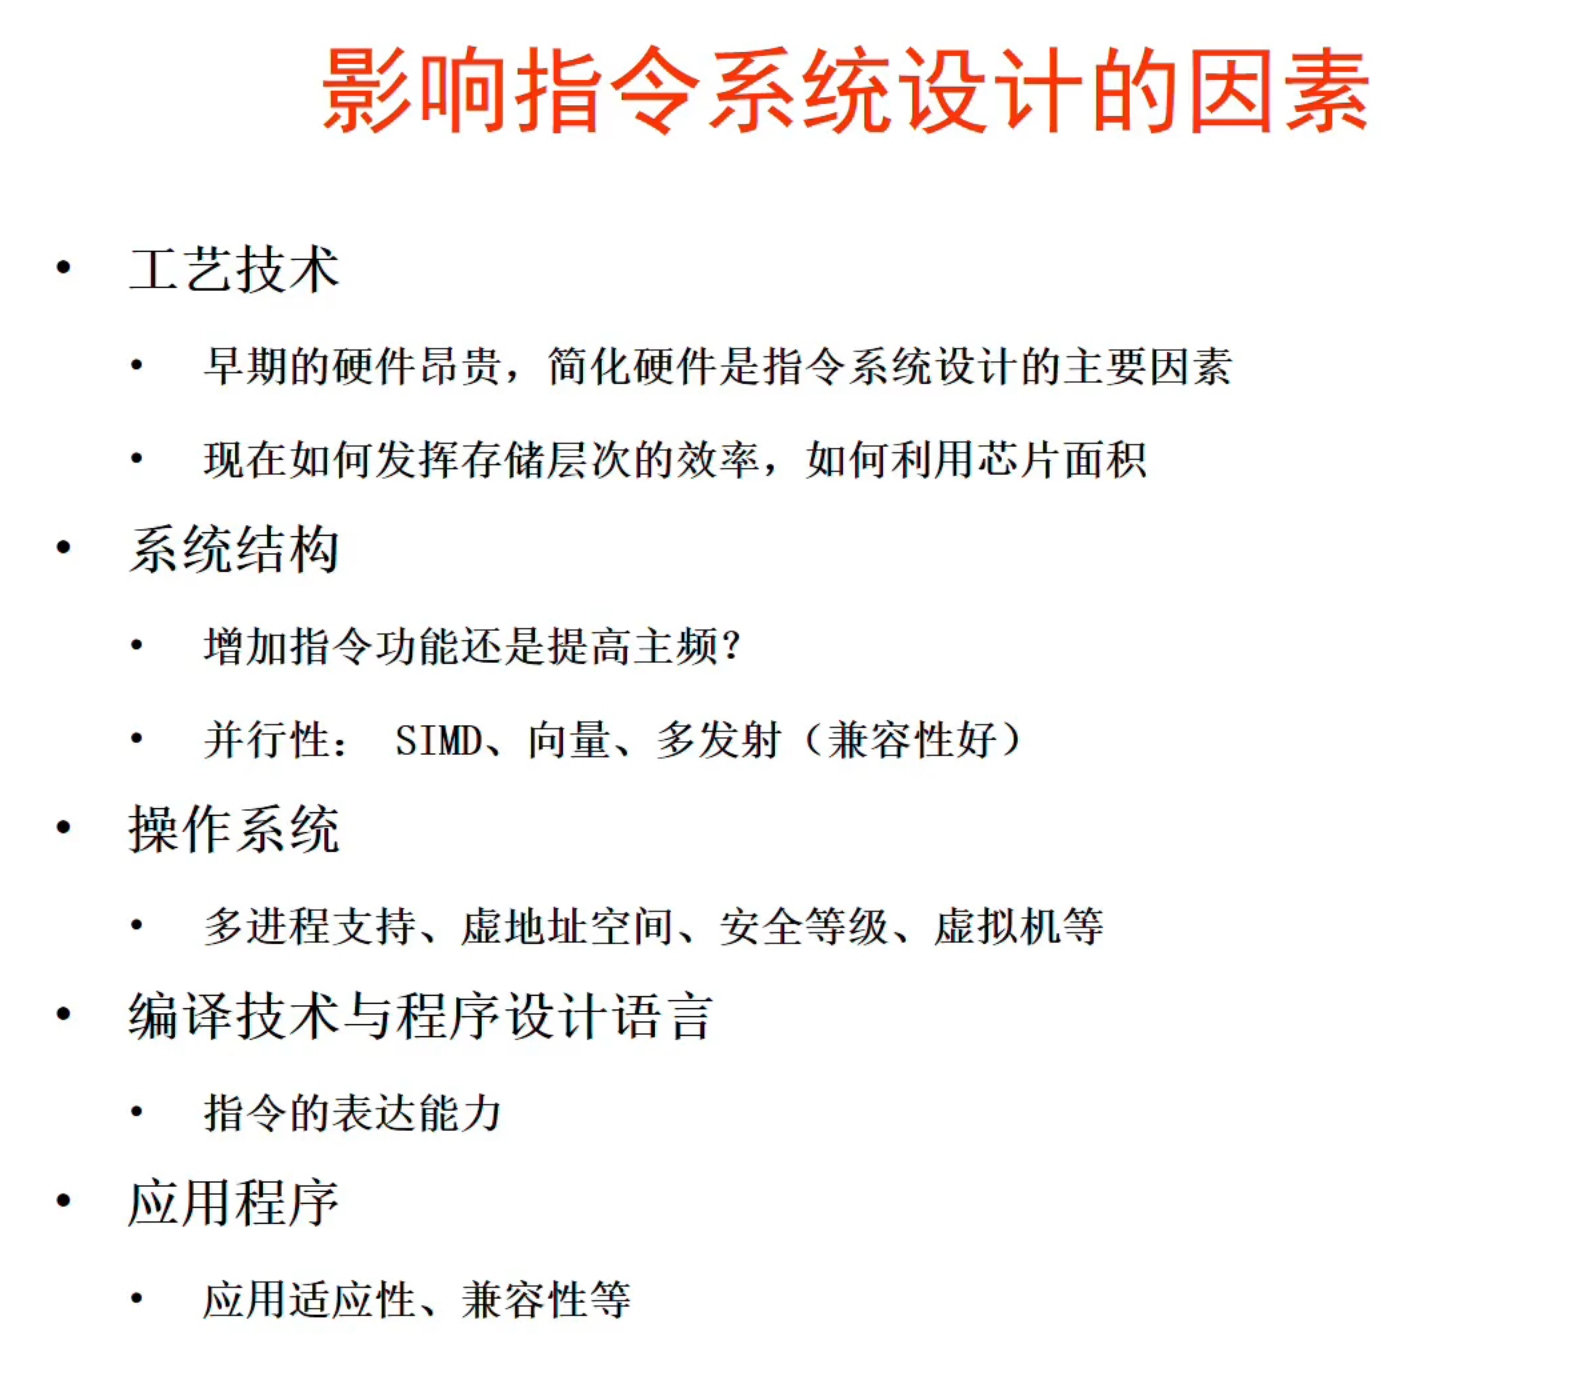 影响指令系统设计的因素
• 工艺技术
• 早期的硬件昂贵，简化硬件是指令系统设计的主要因素
• 现在如何发挥存储层次的效率，如何利用芯片面积
• 系统结构
• 增加指令功能还是提高主频？
• 并行性： SIMD、向量、多发射（兼容性好）
• 操作系统
• 多进程支持、虚地址空间、安全等级、虚拟机等
• 编译技术与程序设计语言
• 指令的表达能力
• 应用程序
• 应用适应性、兼容性等